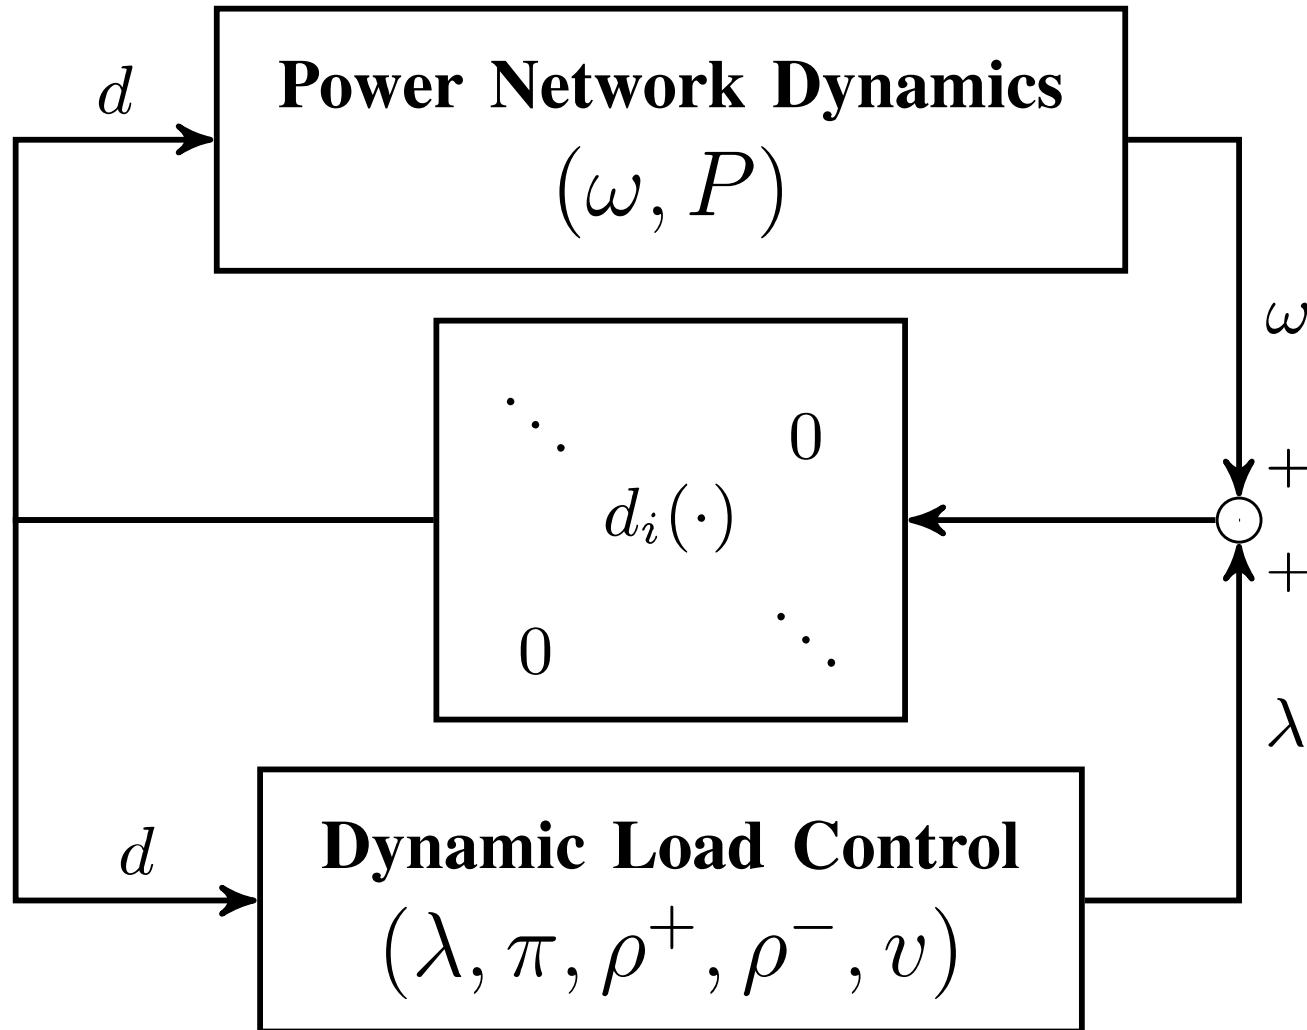 d
Power Network Dynamics
(ω, P)
ω
⋱
0
+
d_i(·)
+
0
⋱
λ
d
Dynamic Load Control
(λ, π, ρ⁺, ρ⁻, v)